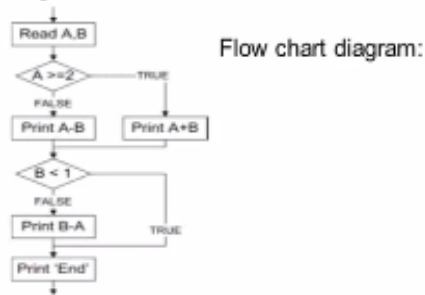 Read A,B
Flow chart diagram:
A >=2
TRUE
FALSE
Print A-B
Print A+B
B < 1
FALSE
Print B-A
TRUE
Print 'End'